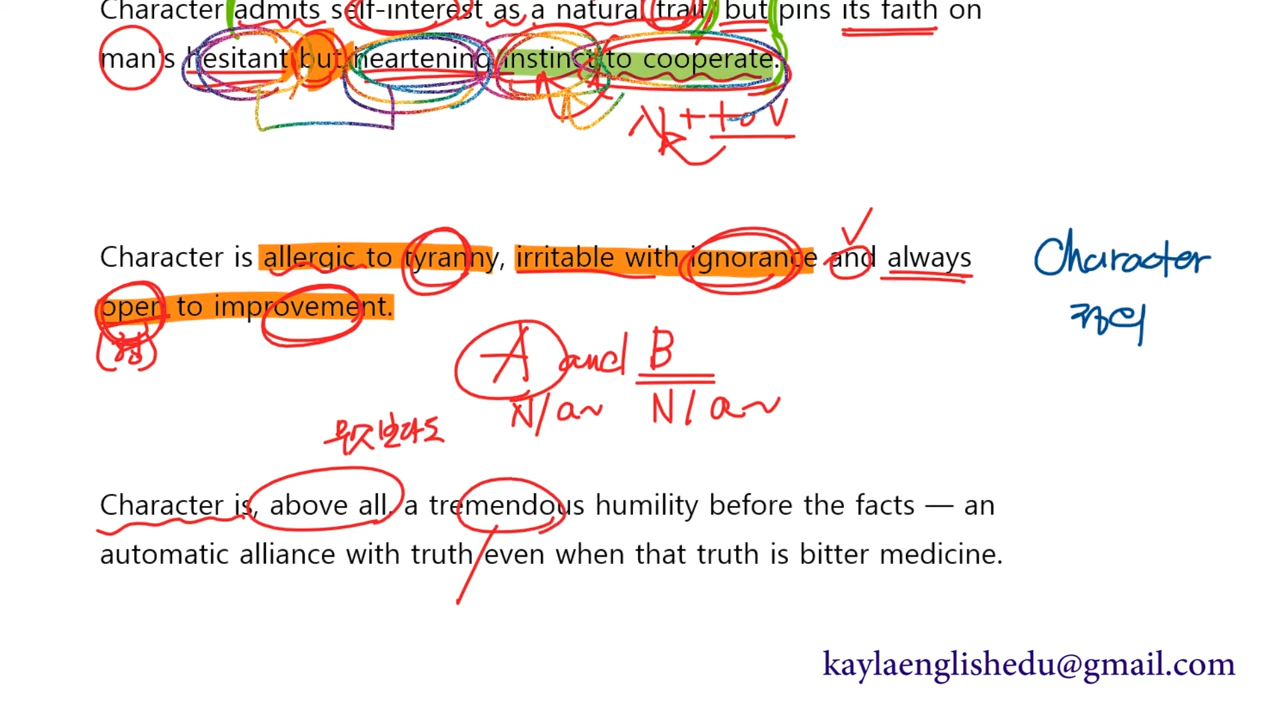 Character admits self-interest as a natural trait, but pins its faith on
man's hesitant but heartening instinct to cooperate.
N + to V
Character is allergic to tyranny, irritable with ignorance and always
Character
open to improvement.
정의
A and B
N/a~ N/a~
무엇보다도
Character is, above all, a tremendous humility before the facts — an
automatic alliance with truth even when that truth is bitter medicine.
kaylaenglishedu@gmail.com